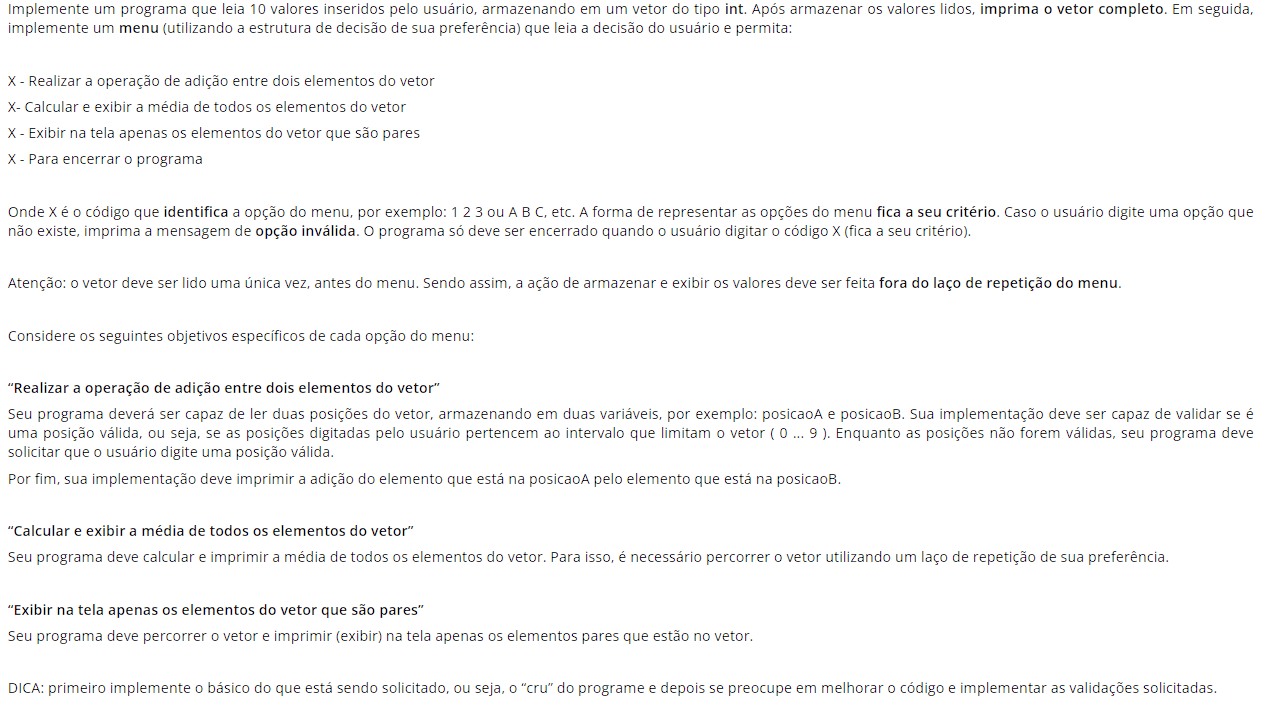 Implemente um programa que leia 10 valores inseridos pelo usuário, armazenando em um vetor do tipo int. Após armazenar os valores lidos, imprima o vetor completo. Em seguida,
implemente um menu (utilizando a estrutura de decisão de sua preferência) que leia a decisão do usuário e permita:
X - Realizar a operação de adição entre dois elementos do vetor
X- Calcular e exibir a média de todos os elementos do vetor
X - Exibir na tela apenas os elementos do vetor que são pares
X - Para encerrar o programa
Onde X é o código que identifica a opção do menu, por exemplo: 1 2 3 ou A B C, etc. A forma de representar as opções do menu fica a seu critério. Caso o usuário digite uma opção que
não existe, imprima a mensagem de opção inválida. O programa só deve ser encerrado quando o usuário digitar o código X (fica a seu critério).
Atenção: o vetor deve ser lido uma única vez, antes do menu. Sendo assim, a ação de armazenar e exibir os valores deve ser feita fora do laço de repetição do menu.
Considere os seguintes objetivos específicos de cada opção do menu:
“Realizar a operação de adição entre dois elementos do vetor”
Seu programa deverá ser capaz de ler duas posições do vetor, armazenando em duas variáveis, por exemplo: posicaoA e posicaoB. Sua implementação deve ser capaz de validar se é
uma posição válida, ou seja, se as posições digitadas pelo usuário pertencem ao intervalo que limitam o vetor ( 0 ... 9 ). Enquanto as posições não forem válidas, seu programa deve
solicitar que o usuário digite uma posição válida.
Por fim, sua implementação deve imprimir a adição do elemento que está na posicaoA pelo elemento que está na posicaoB.
“Calcular e exibir a média de todos os elementos do vetor”
Seu programa deve calcular e imprimir a média de todos os elementos do vetor. Para isso, é necessário percorrer o vetor utilizando um laço de repetição de sua preferência.
“Exibir na tela apenas os elementos do vetor que são pares”
Seu programa deve percorrer o vetor e imprimir (exibir) na tela apenas os elementos pares que estão no vetor.
DICA: primeiro implemente o básico do que está sendo solicitado, ou seja, o “cru” do programe e depois se preocupe em melhorar o código e implementar as validações solicitadas.